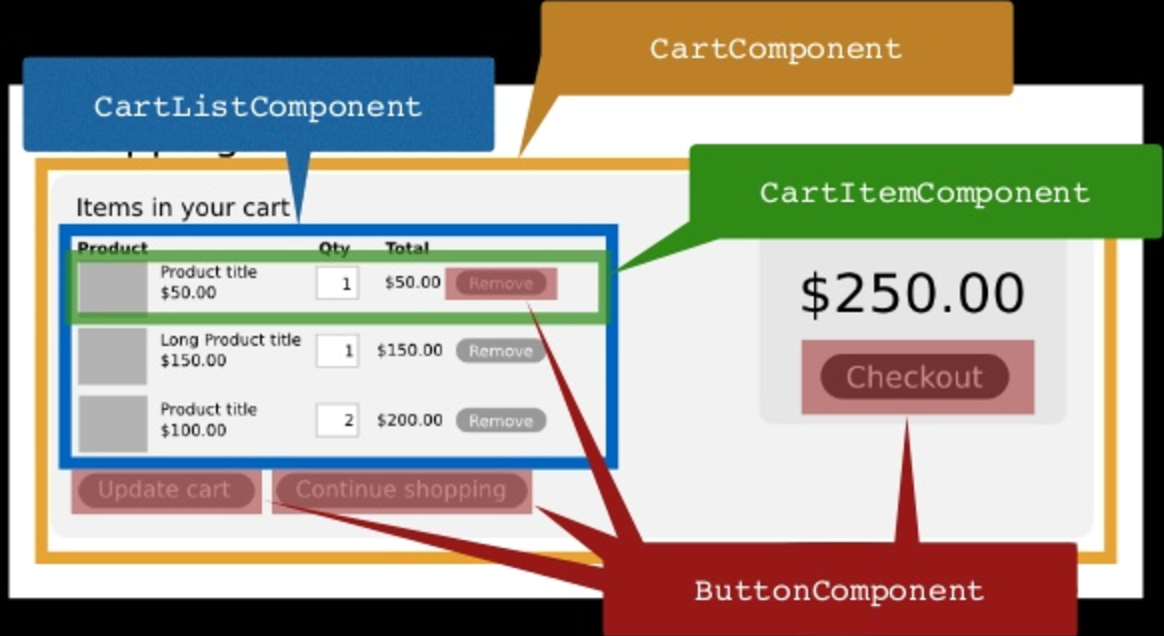 CartComponent
CartListComponent
CartItemComponent
Items in your cart
Product Qty Total
Product title
$50.00
1 $50.00 Remove
Long Product title
$150.00
1 $150.00 Remove
Product title
$100.00
2 $200.00 Remove
Update cart Continue shopping
$250.00
Checkout
ButtonComponent